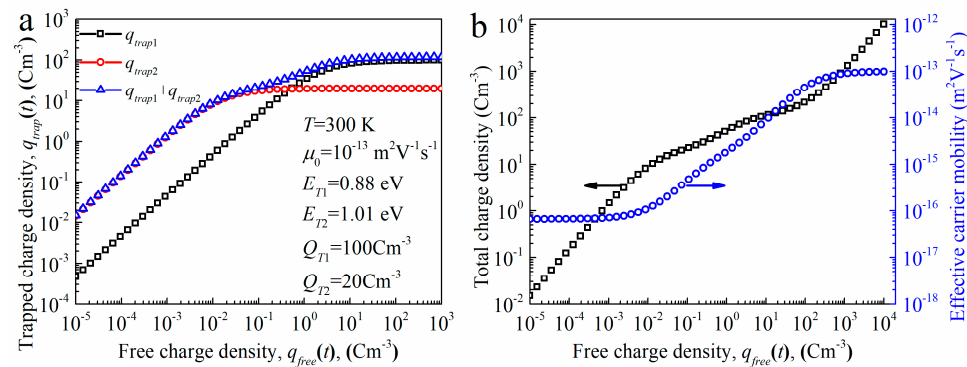 a
Trapped charge density, q_trap(t), (Cm⁻³)
10³
10²
10¹
10⁰
10⁻¹
10⁻²
10⁻³
10⁻⁴
q_trap1
q_trap2
q_trap1 | q_trap2
T=300 K
μ₀=10⁻¹³ m²V⁻¹s⁻¹
E_T1=0.88 eV
E_T2=1.01 eV
Q_T1=100Cm⁻³
Q_T2=20Cm⁻³
10⁻⁵ 10⁻⁴ 10⁻³ 10⁻² 10⁻¹ 10⁰ 10¹ 10² 10³
Free charge density, q_free(t), (Cm⁻³)
b
Total charge density (Cm⁻³)
10⁴
10³
10²
10¹
10⁰
10⁻¹
10⁻²
10⁻⁵ 10⁻⁴ 10⁻³ 10⁻² 10⁻¹ 10⁰ 10¹ 10² 10³ 10⁴
Free charge density, q_free(t), (Cm⁻³)
10⁻¹²
10⁻¹³
10⁻¹⁴
10⁻¹⁵
10⁻¹⁶
10⁻¹⁷
10⁻¹⁸
Effective carrier mobility (m²V⁻¹s⁻¹)